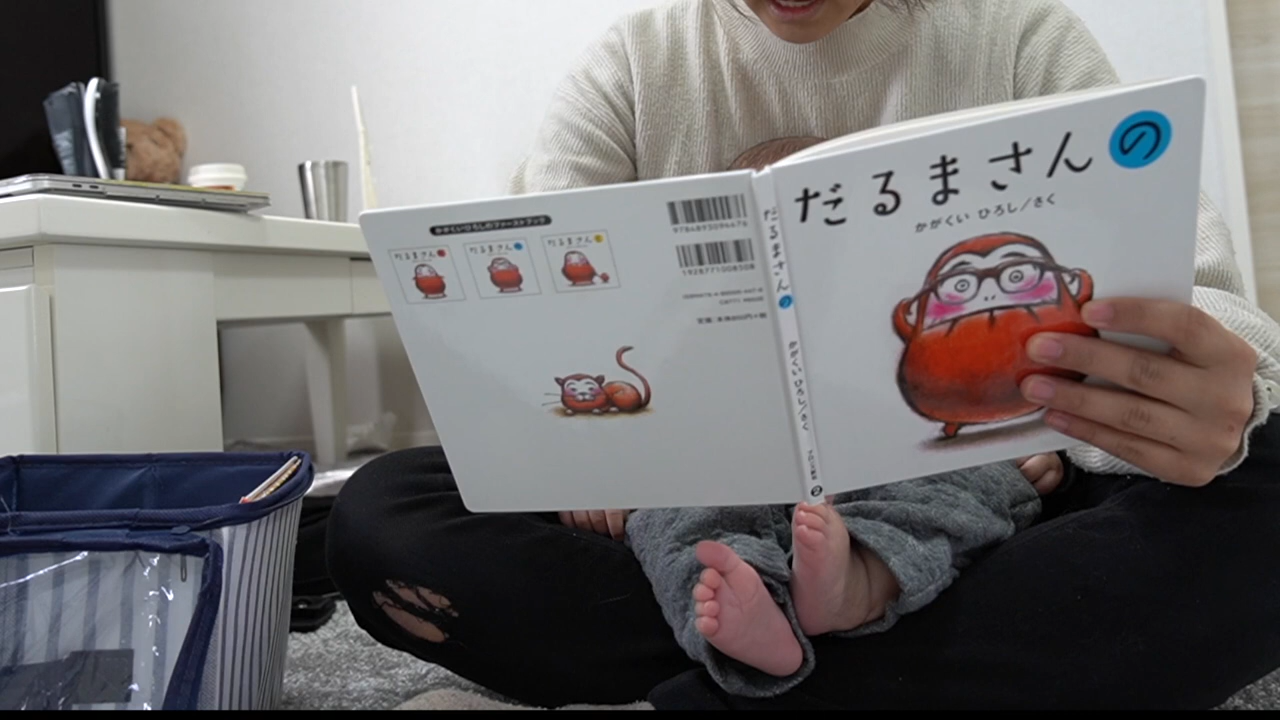 だるまさんの
かがくい ひろし／さく
だるまさんの
かがくい ひろし／さく
かがくいひろしのファーストブック
だるまさん
だるまさん
だるまさん
9784893094476
1928771008508